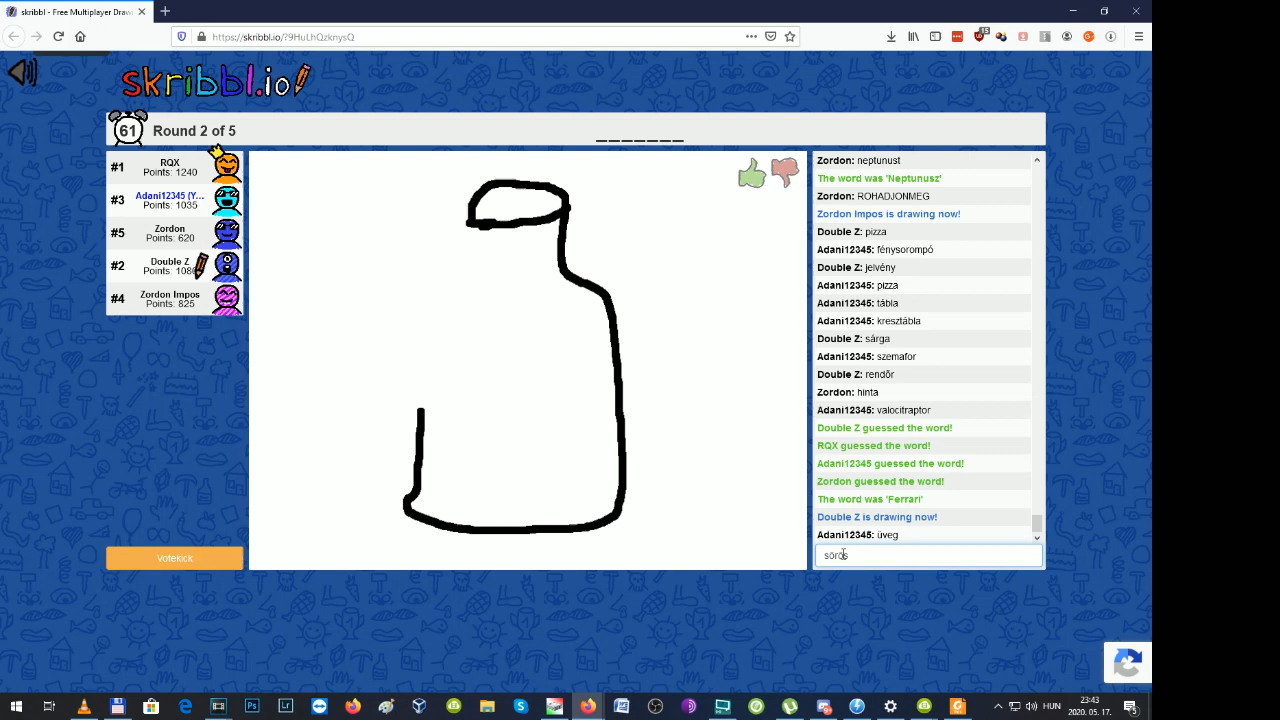 skribbl - Free Multiplayer Draw
https://skribbl.io/?9HuLhQzknysQ
15
skribbl.io
61
Round 2 of 5
_______
#1 RQX
Points: 1240
#3 Adani12345 (Y...
Points: 1035
#5 Zordon
Points: 620
#2 Double Z
Points: 1080
#4 Zordon Impos
Points: 825
Votekick
Zordon: neptunust
The word was 'Neptunusz'
Zordon: ROHADJONMEG
Zordon Impos is drawing now!
Double Z: pizza
Adani12345: fénysorompó
Double Z: jelvény
Adani12345: pizza
Adani12345: tábla
Adani12345: kresztábla
Double Z: sárga
Adani12345: szemafor
Double Z: rendőr
Zordon: hinta
Adani12345: valocitraptor
Double Z guessed the word!
RQX guessed the word!
Adani12345 guessed the word!
Zordon guessed the word!
The word was 'Ferrari'
Double Z is drawing now!
Adani12345: üveg
sörös
HUN
23:43
2020. 05. 17.
5